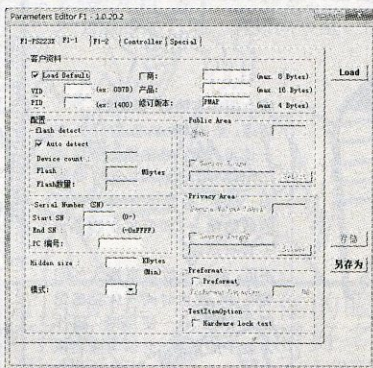 Parameters Editor F1 - 1.0.20.2
F1-PS223X F1-1 F1-2 Controller Special
客户资料
Load Default 厂商: (max. 8 Bytes) Load
VID (ex: 097D) 产品: (max. 16 Bytes)
PID (ex: 1400) 修订版本: PMAP (max. 4 Bytes)
配置
Flash detect Public Area
Auto detect
Device count :
Flash MBytes
Flash数量:
Serial Number (SN) Privacy Area
Start SN (0~)
End SN : (~0xFFFF)
PC 编号: 存储
Hidden size : KBytes
(Min) Preformat 另存为
模式: Preformat
TestItemOption
Hardware lock test